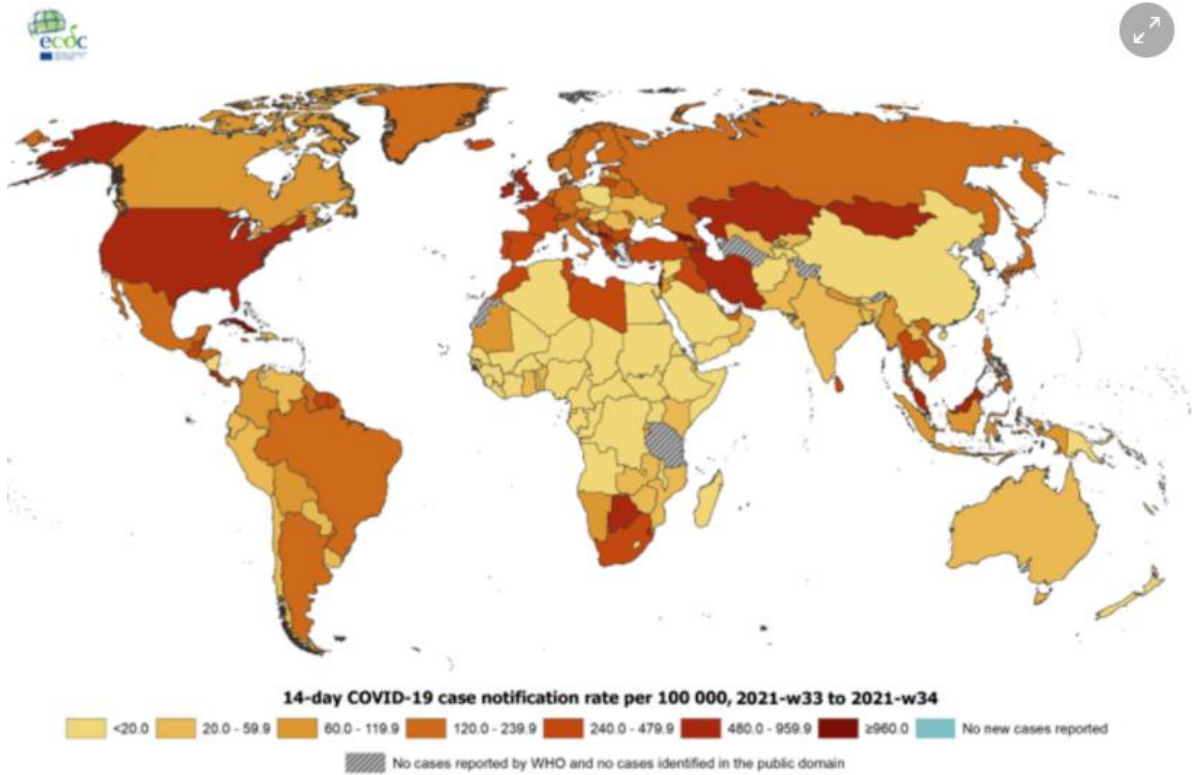 ecdc
14-day COVID-19 case notification rate per 100 000, 2021-w33 to 2021-w34
<20.0 20.0 - 59.9 60.0 - 119.9 120.0 - 239.9 240.0 - 479.9 480.0 - 959.9 ≥960.0 No new cases reported
No cases reported by WHO and no cases identified in the public domain